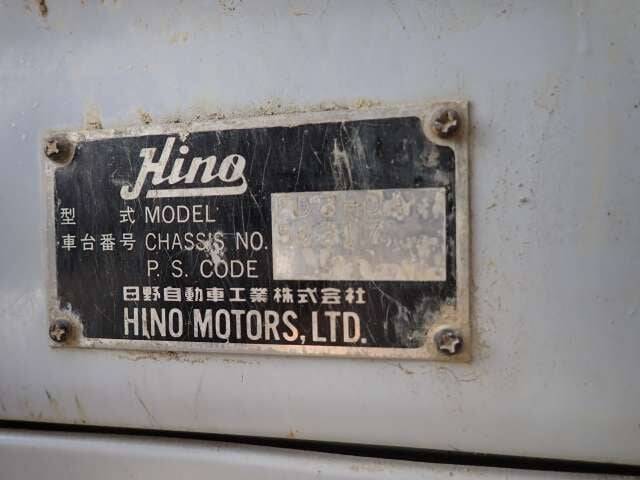 Hino
型 式 MODEL
車台番号 CHASSIS NO.
P. S. CODE
日野自動車工業株式会社
HINO MOTORS, LTD.